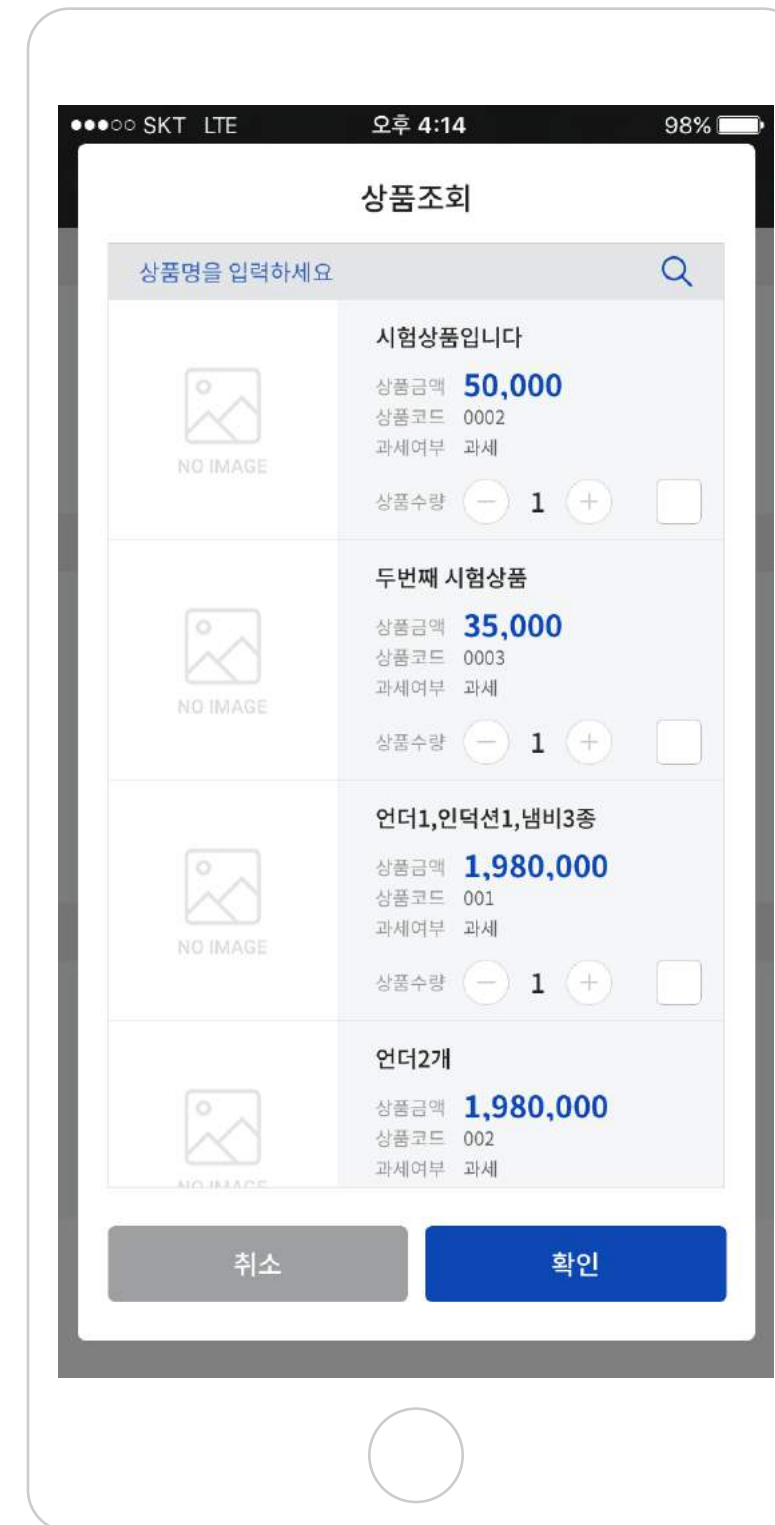 SKT LTE 오후 4:14 98%
상품조회
상품명을 입력하세요
NO IMAGE
시험상품입니다
상품금액 50,000
상품코드 0002
과세여부 과세
상품수량 1
NO IMAGE
두번째 시험상품
상품금액 35,000
상품코드 0003
과세여부 과세
상품수량 1
NO IMAGE
언더1,인덕션1,냄비3종
상품금액 1,980,000
상품코드 001
과세여부 과세
상품수량 1
NO IMAGE
언더2개
상품금액 1,980,000
상품코드 002
과세여부 과세
취소 확인